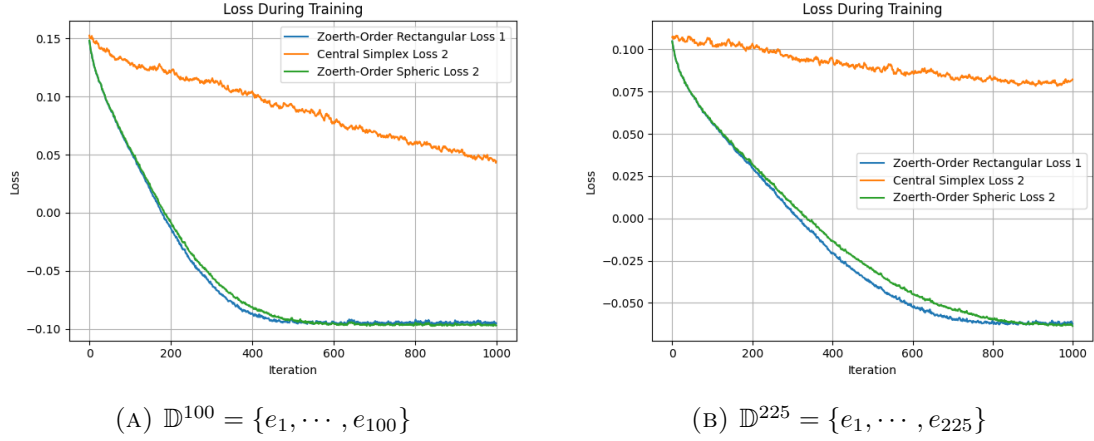 Loss During Training
0.15
0.10
0.05
0.00
−0.05
−0.10
Loss
0
200
400
600
800
1000
Iteration
Zoerth-Order Rectangular Loss 1
Central Simplex Loss 2
Zoerth-Order Spheric Loss 2
(A) 𝔻¹⁰⁰ = {e₁, ⋯ , e₁₀₀}
Loss During Training
0.100
0.075
0.050
0.025
0.000
−0.025
−0.050
Loss
0
200
400
600
800
1000
Iteration
Zoerth-Order Rectangular Loss 1
Central Simplex Loss 2
Zoerth-Order Spheric Loss 2
(B) 𝔻²²⁵ = {e₁, ⋯ , e₂₂₅}